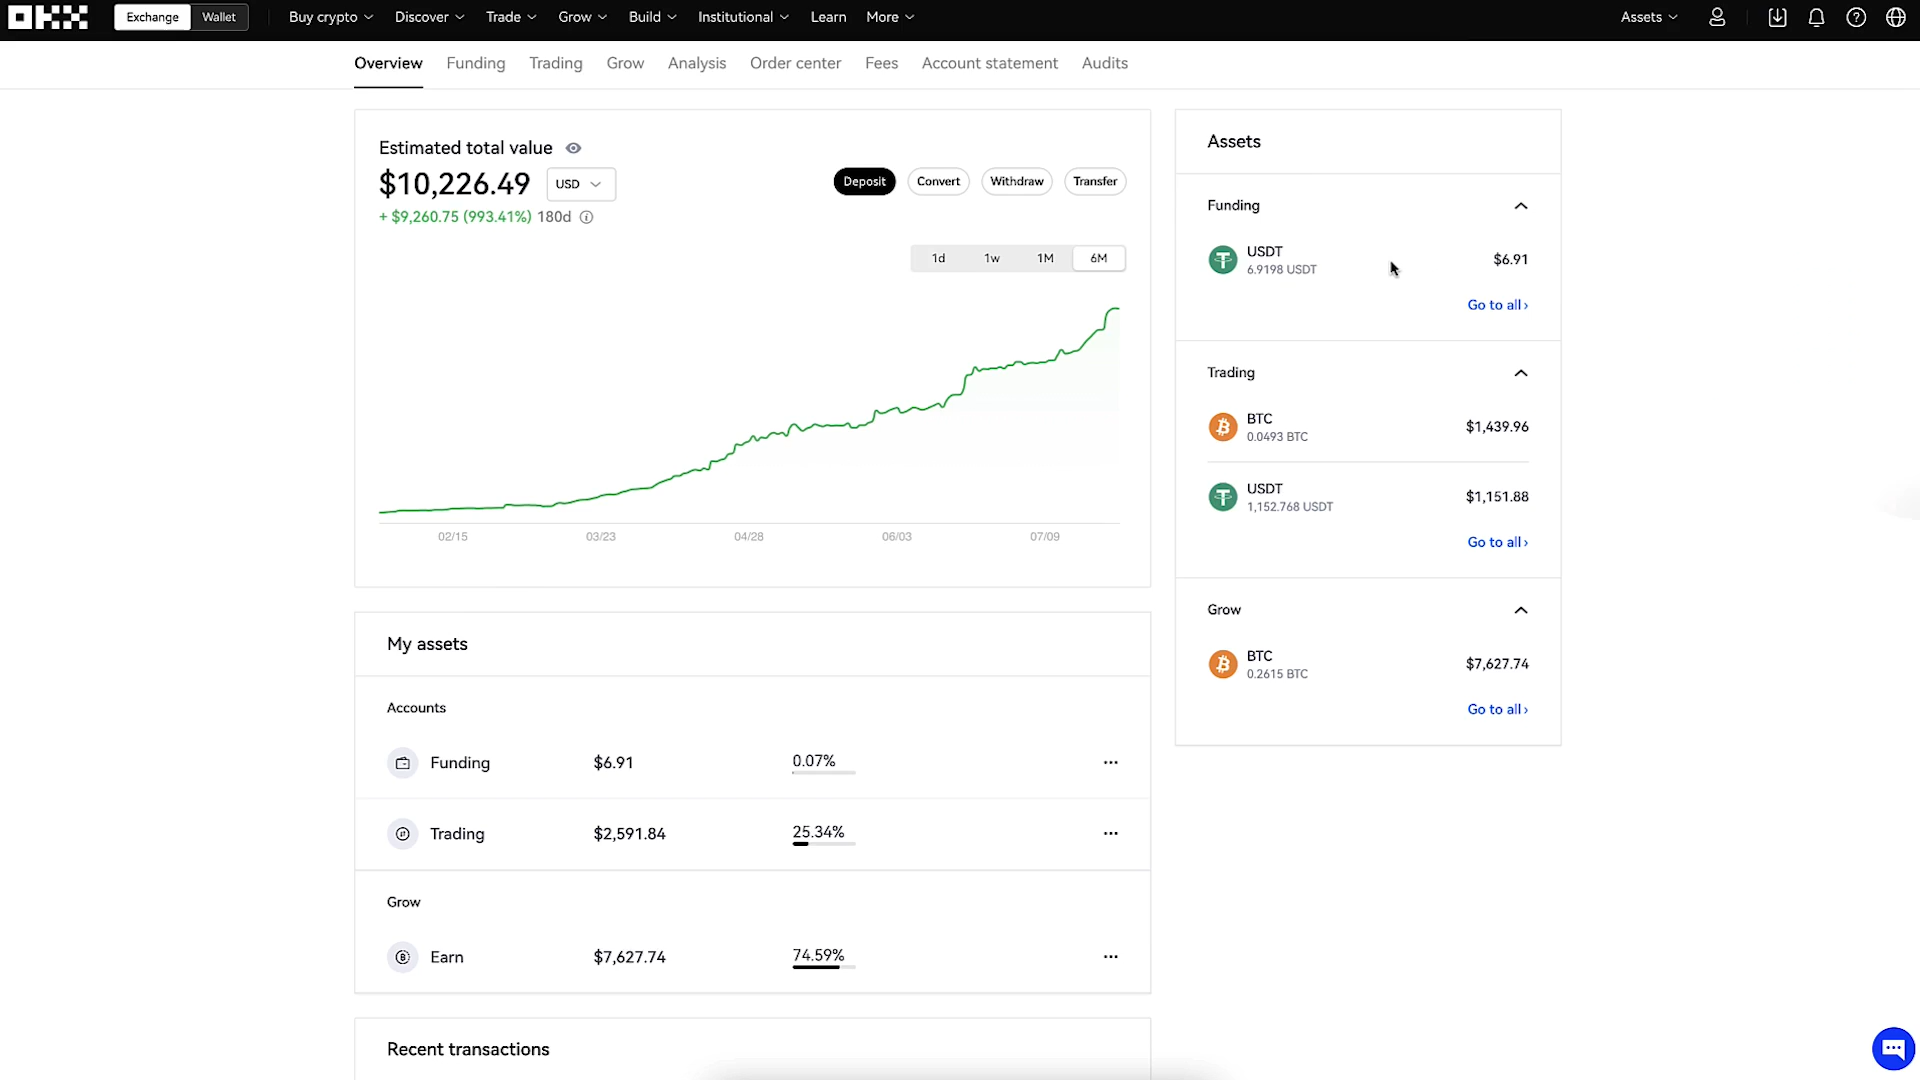 OKX Exchange Wallet Buy crypto Discover Trade Grow Build Institutional Learn More Assets
Overview Funding Trading Grow Analysis Order center Fees Account statement Audits
Estimated total value
$10,226.49 USD
+ $9,260.75 (993.41%) 180d
Deposit Convert Withdraw Transfer
1d 1w 1M 6M
02/15 03/23 04/28 06/03 07/09
My assets
Accounts
Funding $6.91 0.07%
Trading $2,591.84 25.34%
Grow
Earn $7,627.74 74.59%
Recent transactions
Assets
Funding
USDT
6.9198 USDT
$6.91
Go to all ›
Trading
BTC
0.0493 BTC
$1,439.96
USDT
1,152.768 USDT
$1,151.88
Go to all ›
Grow
BTC
0.2615 BTC
$7,627.74
Go to all ›